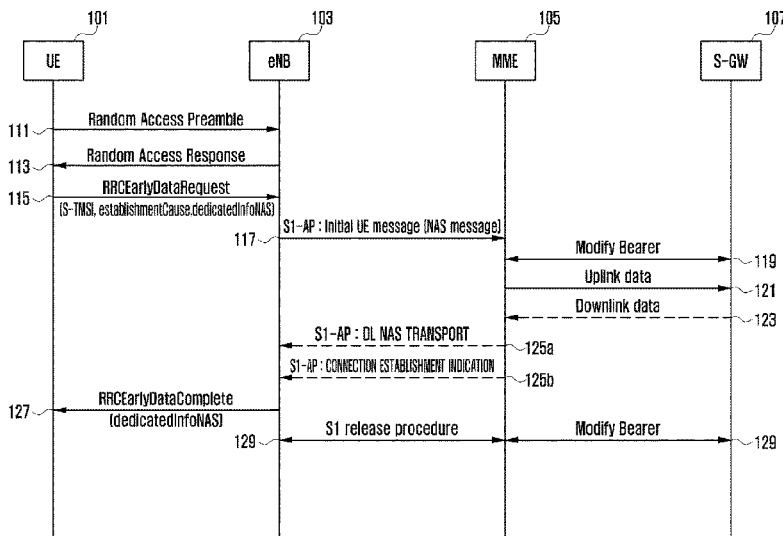 101
103
105
107
UE
eNB
MME
S-GW
Random Access Preamble
111
Random Access Response
113
RRCEarlyDataRequest
115
(S-TMSI, establishmentCause.dedicatedInfoNAS)
S1-AP : Initial UE message (NAS message)
117
Modify Bearer
119
Uplink data
121
Downlink data
123
S1-AP : DL NAS TRANSPORT
125a
S1-AP : CONNECTION ESTABLISHMENT INDICATION
125b
RRCEarlyDataComplete
127
(dedicatedInfoNAS)
129
S1 release procedure
Modify Bearer
129